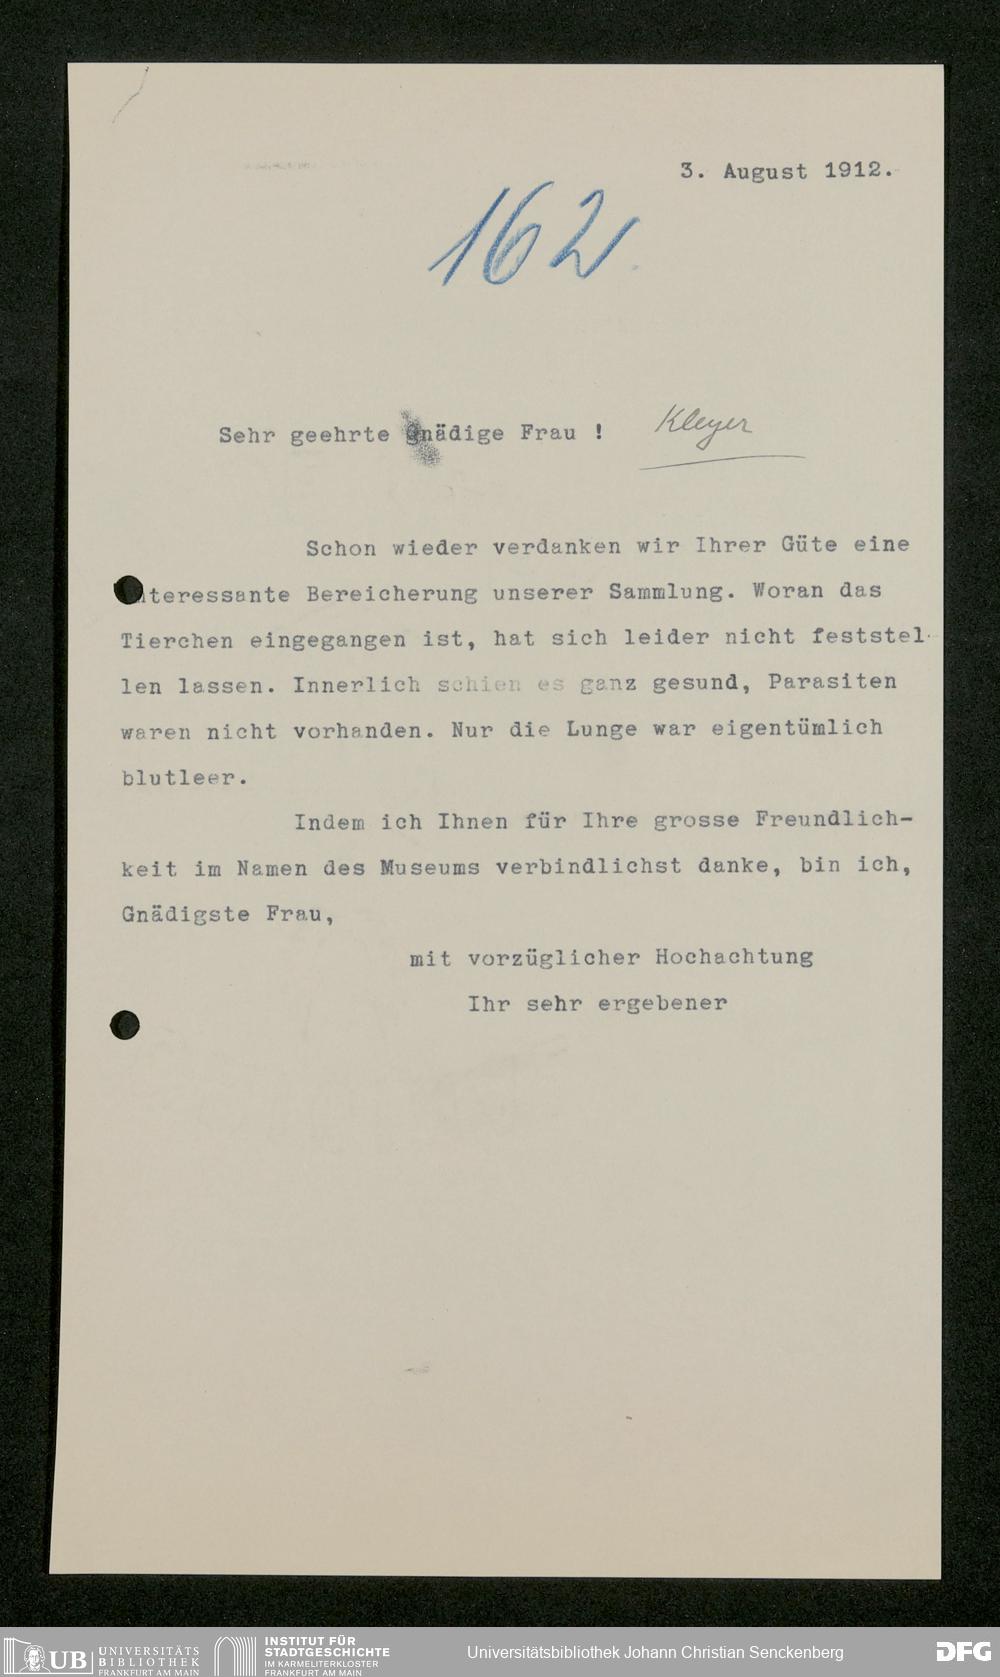 3. August 1912.
162
Sehr geehrte Gnädige Frau !
Kleyer
Schon wieder verdanken wir Ihrer Güte eine
interessante Bereicherung unserer Sammlung. Woran das
Tierchen eingegangen ist, hat sich leider nicht feststel-
len lassen. Innerlich schien es ganz gesund, Parasiten
waren nicht vorhanden. Nur die Lunge war eigentümlich
blutleer.
Indem ich Ihnen für Ihre grosse Freundlich-
keit im Namen des Museums verbindlichst danke, bin ich,
Gnädigste Frau,
mit vorzüglicher Hochachtung
Ihr sehr ergebener
UB UNIVERSITÄTS BIBLIOTHEK FRANKFURT AM MAIN
INSTITUT FÜR STADTGESCHICHTE IM KARMELITERKLOSTER FRANKFURT AM MAIN
Universitätsbibliothek Johann Christian Senckenberg
DFG